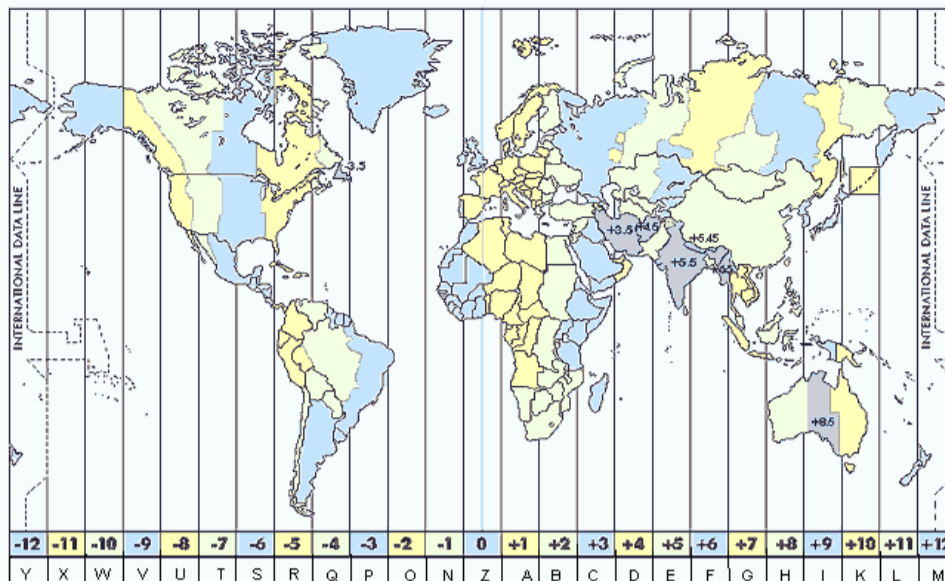 -3.5
+3.5
+4.5
+5.45
+5.5
+8.5
INTERNATIONAL DATA LINE
INTERNATIONAL DATA LINE
-12 -11 -10 -9 -8 -7 -6 -5 -4 -3 -2 -1 0 +1 +2 +3 +4 +5 +6 +7 +8 +9 +10 +11 +12
Y X W V U T S R Q P O N Z A B C D E F G H I K L M